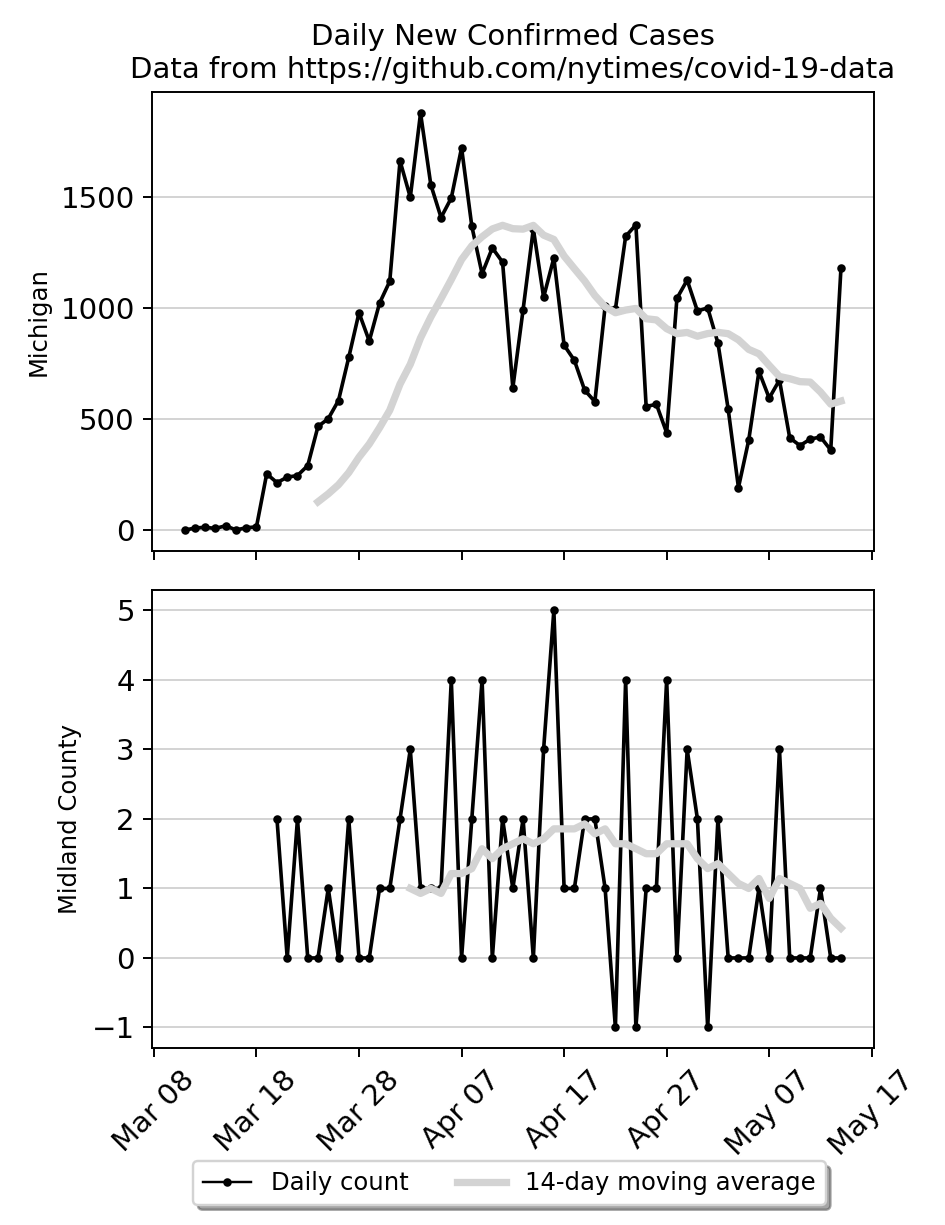 Daily New Confirmed Cases
Data from https://github.com/nytimes/covid-19-data
Michigan
1500
1000
500
0
Midland County
5
4
3
2
1
0
−1
Mar 08
Mar 18
Mar 28
Apr 07
Apr 17
Apr 27
May 07
May 17
Daily count
14-day moving average